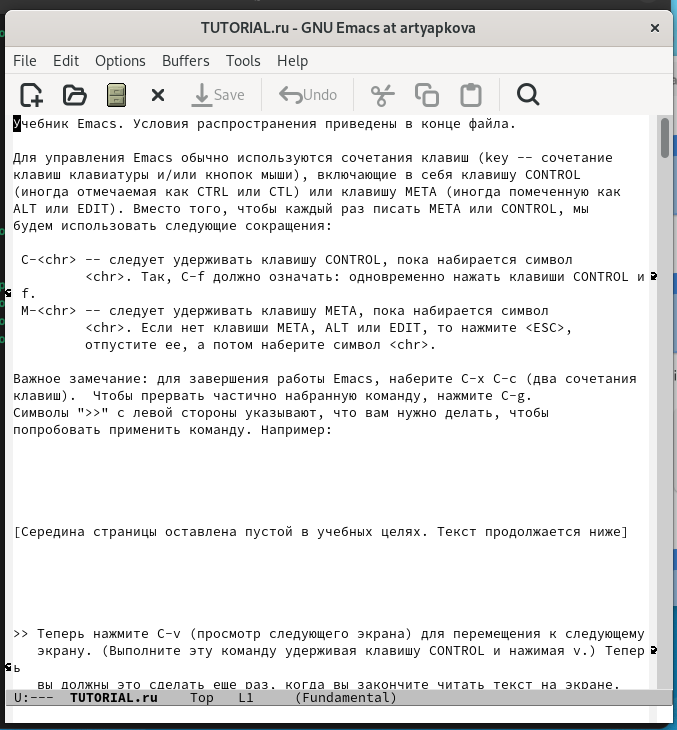 TUTORIAL.ru - GNU Emacs at artyapkova
File Edit Options Buffers Tools Help
Save Undo
Учебник Emacs. Условия распространения приведены в конце файла.
Для управления Emacs обычно используются сочетания клавиш (key -- сочетание
клавиш клавиатуры и/или кнопок мыши), включающие в себя клавишу CONTROL
(иногда отмечаемая как CTRL или CTL) или клавишу META (иногда помеченную как
ALT или EDIT). Вместо того, чтобы каждый раз писать META или CONTROL, мы
будем использовать следующие сокращения:
C-<chr> -- следует удерживать клавишу CONTROL, пока набирается символ
<chr>. Так, C-f должно означать: одновременно нажать клавиши CONTROL и
f.
M-<chr> -- следует удерживать клавишу META, пока набирается символ
<chr>. Если нет клавиши META, ALT или EDIT, то нажмите <ESC>,
отпустите ее, а потом наберите символ <chr>.
Важное замечание: для завершения работы Emacs, наберите C-x C-c (два сочетания
клавиш). Чтобы прервать частично набранную команду, нажмите C-g.
Символы ">>" с левой стороны указывают, что вам нужно делать, чтобы
попробовать применить команду. Например:
[Середина страницы оставлена пустой в учебных целях. Текст продолжается ниже]
>> Теперь нажмите C-v (просмотр следующего экрана) для перемещения к следующему
экрану. (Выполните эту команду удерживая клавишу CONTROL и нажимая v.) Тепер
ь
вы должны это сделать еще раз, когда вы закончите читать текст на экране.
U:--- TUTORIAL.ru Top L1 (Fundamental)